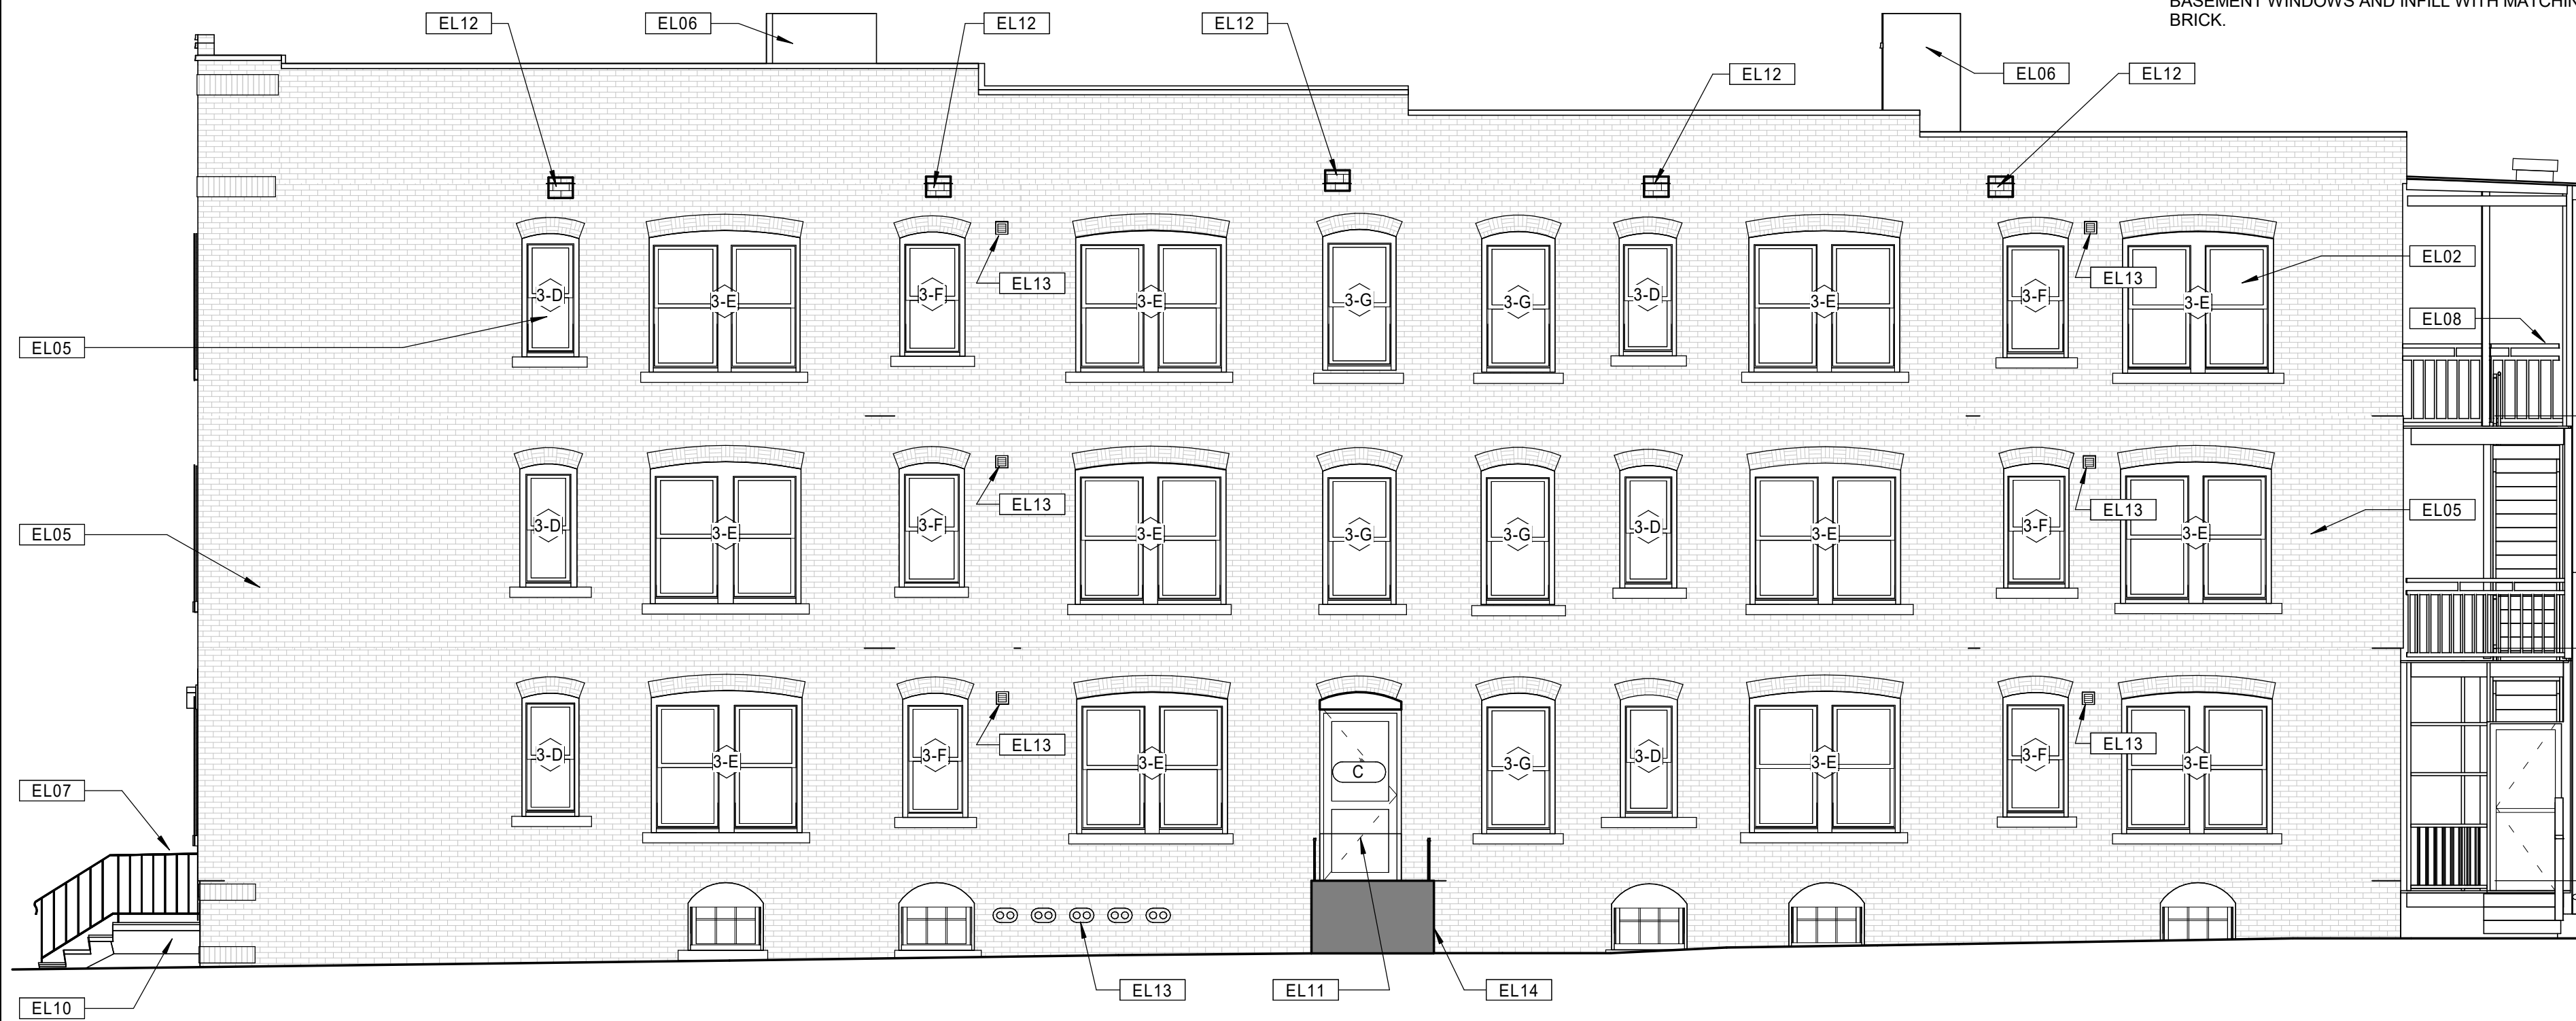 BASEMENT WINDOWS AND INFILL WITH MATCHIN
BRICK.
EL12
EL06
EL12
EL12
EL12
EL06
EL12
EL13
EL13
EL02
EL08
EL05
3-D
3-E
3-F
3-E
3-G
3-G
3-D
3-E
3-F
3-E
EL13
EL13
EL05
EL05
3-D
3-E
3-F
3-E
3-G
3-G
3-D
3-E
3-F
3-E
EL13
EL13
3-D
3-E
3-F
3-E
C
3-G
3-D
3-E
3-F
3-E
EL07
EL10
EL13
EL11
EL14